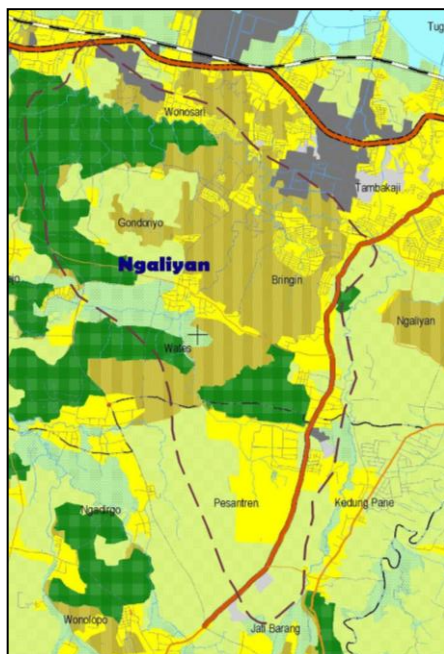 Tug
Wonosari
Tambakaji
Gondoriyo
Ngaliyan
Bringin
Ngaliyan
Wates
Pesantren
Kedung Pane
Ngadirgo
Wonolopo
Jati Barang